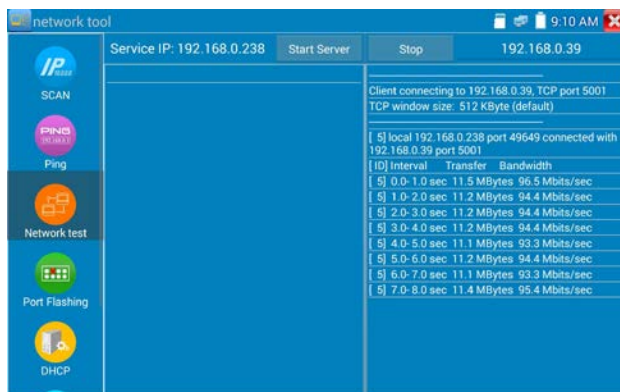 network tool
9:10 AM
Service IP: 192.168.0.238
Start Server
Stop
192.168.0.39
IP
SCAN
PING
Ping
Network test
Port Flashing
DHCP
Client connecting to 192.168.0.39, TCP port 5001
TCP window size: 512 KByte (default)
[ 5] local 192.168.0.238 port 49649 connected with
192.168.0.39 port 5001
[ ID] Interval Transfer Bandwidth
[ 5] 0.0- 1.0 sec 11.5 MBytes 96.5 Mbits/sec
[ 5] 1.0- 2.0 sec 11.2 MBytes 94.4 Mbits/sec
[ 5] 2.0- 3.0 sec 11.2 MBytes 94.4 Mbits/sec
[ 5] 3.0- 4.0 sec 11.2 MBytes 94.4 Mbits/sec
[ 5] 4.0- 5.0 sec 11.1 MBytes 93.3 Mbits/sec
[ 5] 5.0- 6.0 sec 11.2 MBytes 94.4 Mbits/sec
[ 5] 6.0- 7.0 sec 11.1 MBytes 93.3 Mbits/sec
[ 5] 7.0- 8.0 sec 11.4 MBytes 95.4 Mbits/sec